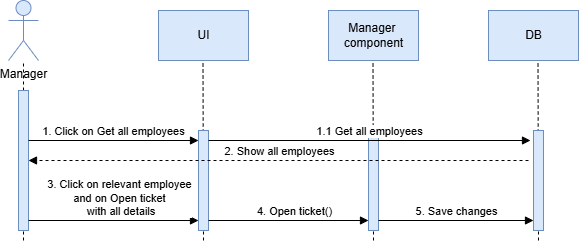 UI
Manager
component
DB
Manager
1. Click on Get all employees
1.1 Get all employees
2. Show all employees
3. Click on relevant employee
and on Open ticket
with all details
4. Open ticket()
5. Save changes